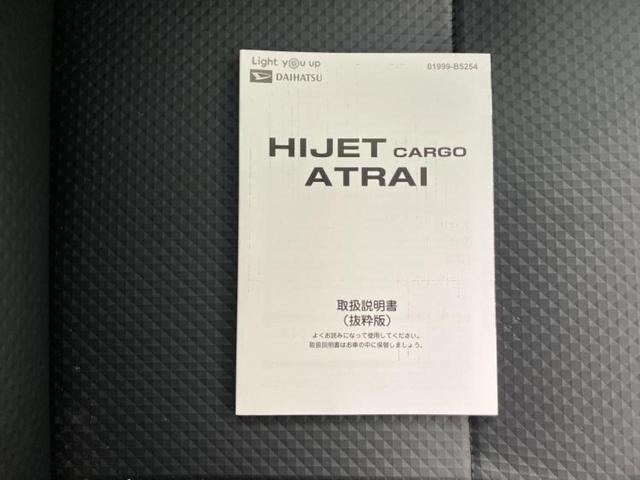 Light you up
DAIHATSU
01999-B5254
HIJET CARGO
ATRAI
取扱説明書
（抜粋版）
よくお読みになって使用してください。
取扱説明書はお車の中に保管しましょう。